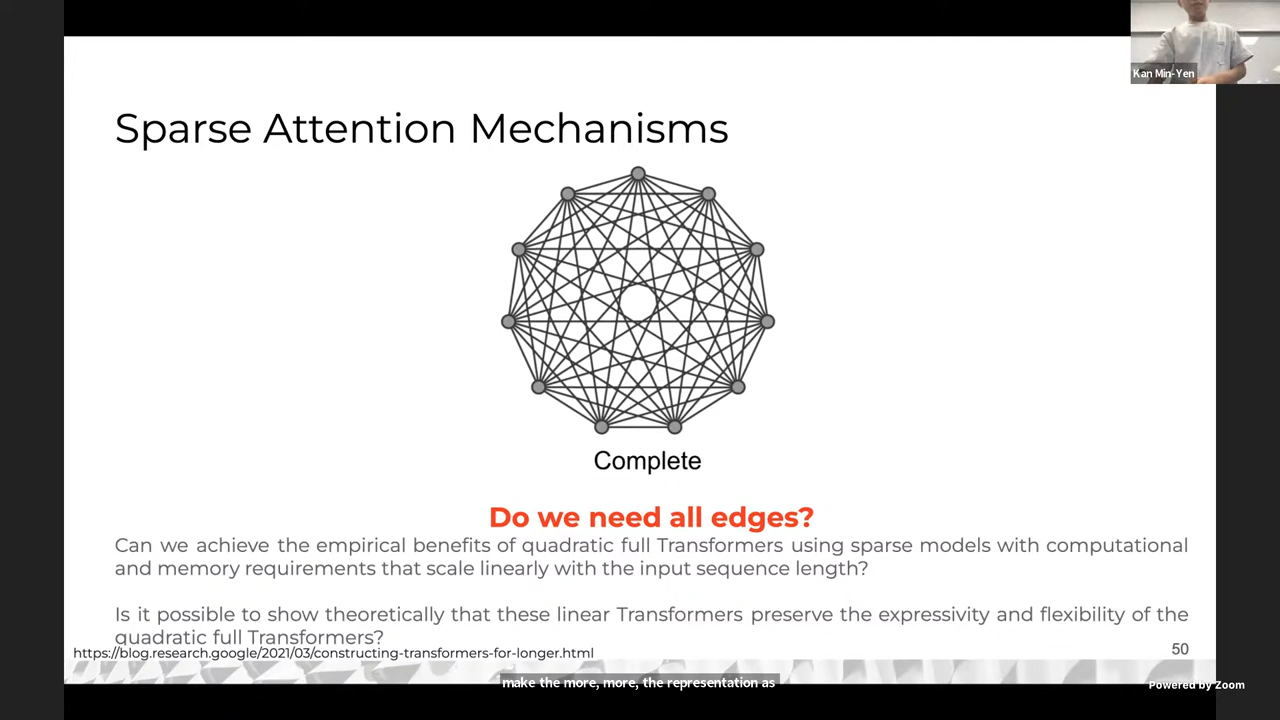 Kan Min-Yen
Sparse Attention Mechanisms
Complete
Do we need all edges?
Can we achieve the empirical benefits of quadratic full Transformers using sparse models with computational
and memory requirements that scale linearly with the input sequence length?
Is it possible to show theoretically that these linear Transformers preserve the expressivity and flexibility of the
quadratic full Transformers?
https://blog.research.google/2021/03/constructing-transformers-for-longer.html
50
make the more, more, the representation as
Powered by Zoom